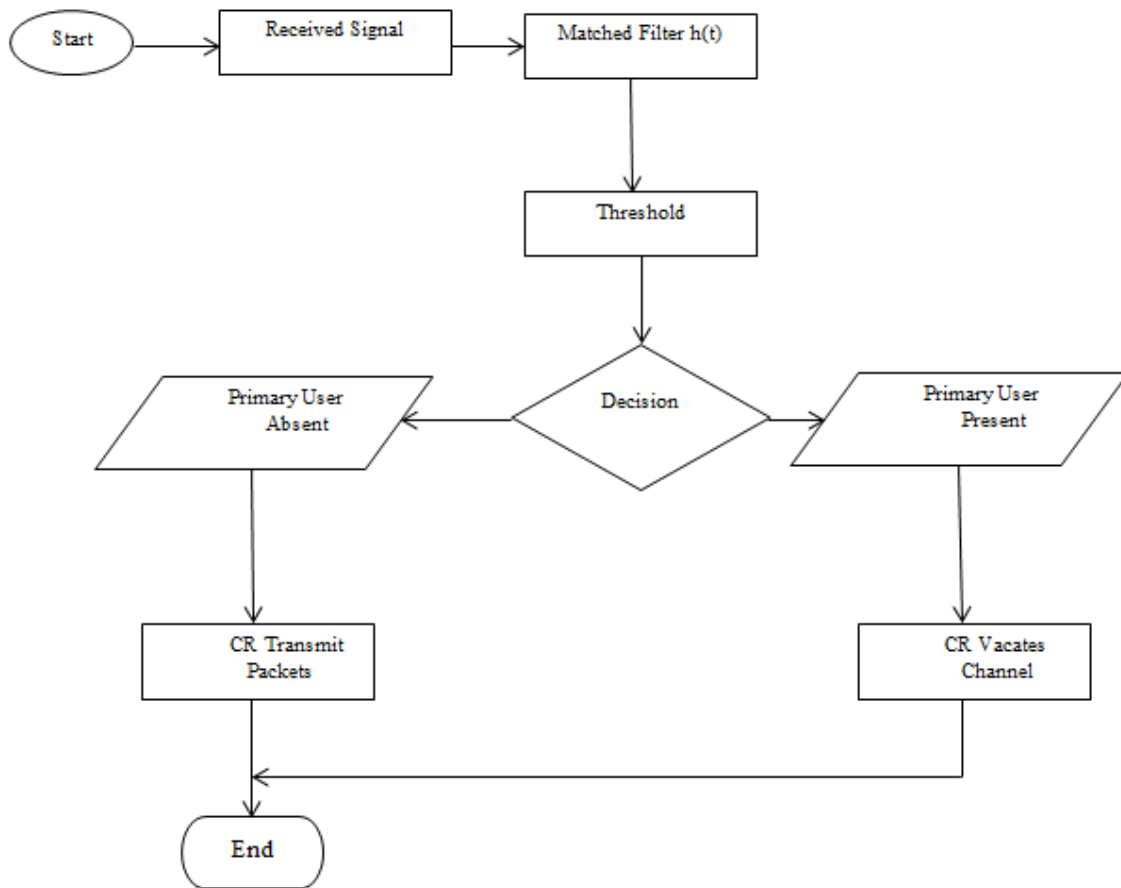 Start
Received Signal
Matched Filter h(t)
Threshold
Decision
Primary User
Absent
Primary User
Present
CR Transmit
Packets
CR Vacates
Channel
End